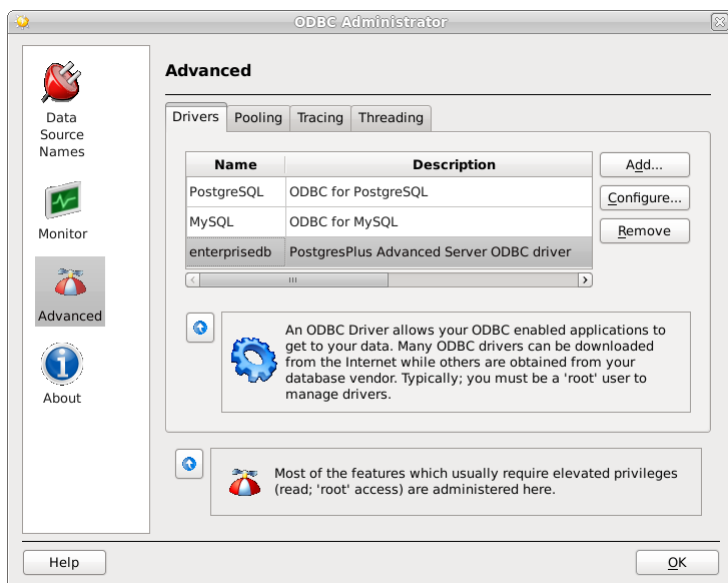 ODBC Administrator
Data
Source
Names
Monitor
Advanced
About
Advanced
Drivers Pooling Tracing Threading
Name Description
PostgreSQL ODBC for PostgreSQL
MySQL ODBC for MySQL
enterprisedb PostgresPlus Advanced Server ODBC driver
Add...
Configure...
Remove
An ODBC Driver allows your ODBC enabled applications to
get to your data. Many ODBC drivers can be downloaded
from the Internet while others are obtained from your
database vendor. Typically; you must be a 'root' user to
manage drivers.
Most of the features which usually require elevated privileges
(read; 'root' access) are administered here.
Help
OK